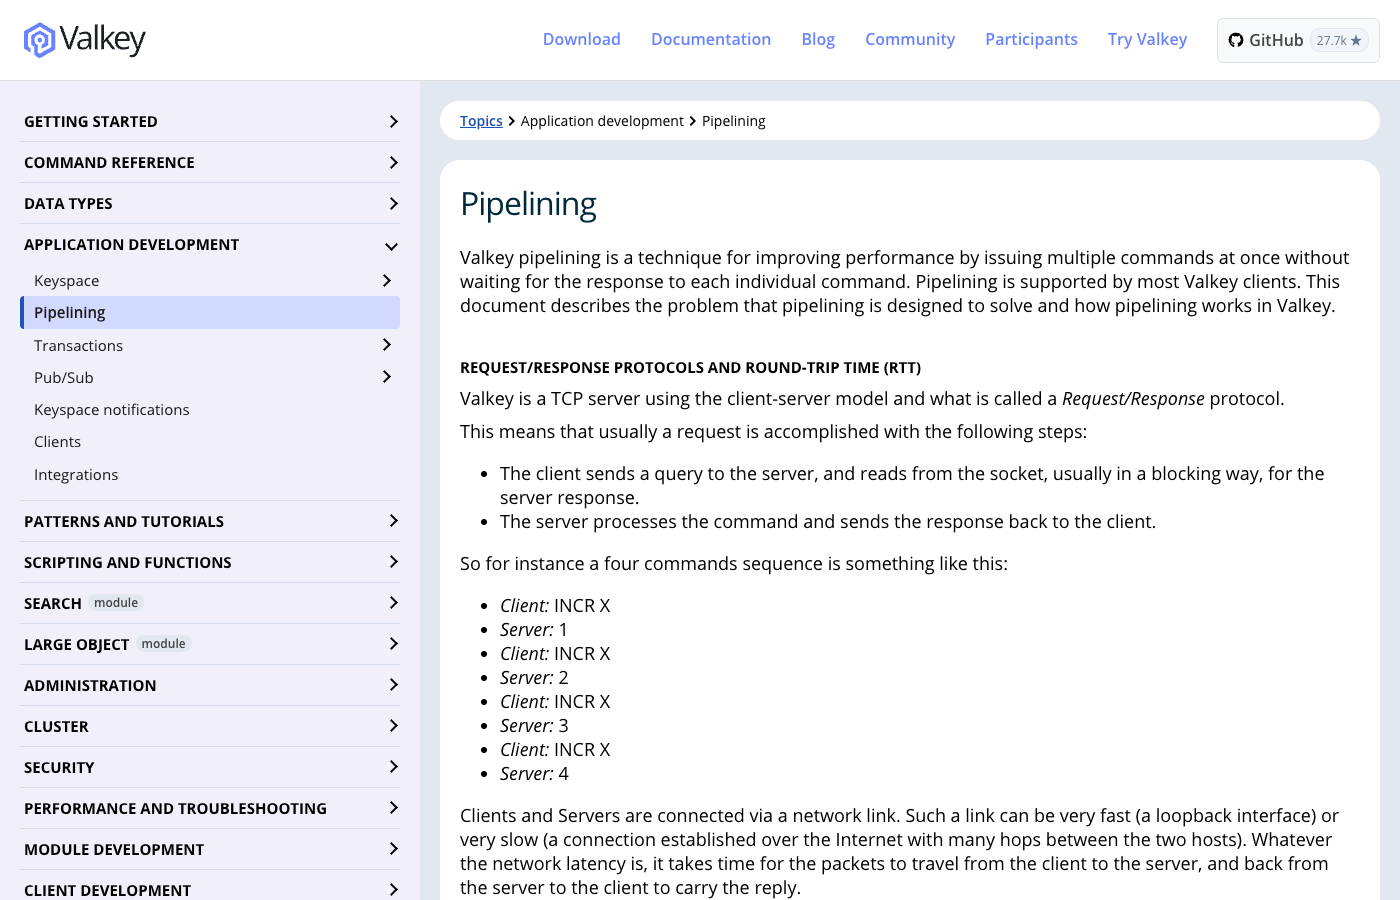 Valkey
Download
Documentation
Blog
Community
Participants
Try Valkey
GitHub 27.7k ★
GETTING STARTED
COMMAND REFERENCE
DATA TYPES
APPLICATION DEVELOPMENT
Keyspace
Pipelining
Transactions
Pub/Sub
Keyspace notifications
Clients
Integrations
PATTERNS AND TUTORIALS
SCRIPTING AND FUNCTIONS
SEARCH module
LARGE OBJECT module
ADMINISTRATION
CLUSTER
SECURITY
PERFORMANCE AND TROUBLESHOOTING
MODULE DEVELOPMENT
CLIENT DEVELOPMENT
Topics > Application development > Pipelining
Pipelining
Valkey pipelining is a technique for improving performance by issuing multiple commands at once without
waiting for the response to each individual command. Pipelining is supported by most Valkey clients. This
document describes the problem that pipelining is designed to solve and how pipelining works in Valkey.
REQUEST/RESPONSE PROTOCOLS AND ROUND-TRIP TIME (RTT)
Valkey is a TCP server using the client-server model and what is called a Request/Response protocol.
This means that usually a request is accomplished with the following steps:
• The client sends a query to the server, and reads from the socket, usually in a blocking way, for the
server response.
• The server processes the command and sends the response back to the client.
So for instance a four commands sequence is something like this:
• Client: INCR X
• Server: 1
• Client: INCR X
• Server: 2
• Client: INCR X
• Server: 3
• Client: INCR X
• Server: 4
Clients and Servers are connected via a network link. Such a link can be very fast (a loopback interface) or
very slow (a connection established over the Internet with many hops between the two hosts). Whatever
the network latency is, it takes time for the packets to travel from the client to the server, and back from
the server to the client to carry the reply.